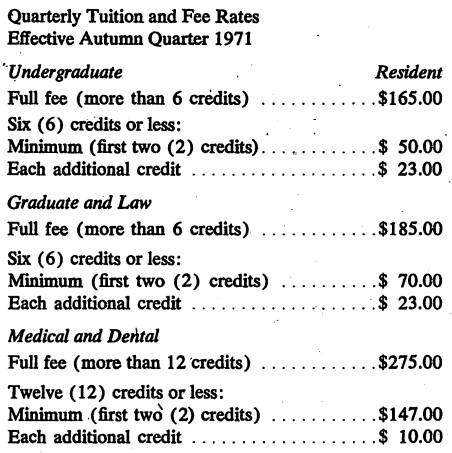 Quarterly Tuition and Fee Rates
Effective Autumn Quarter 1971
Undergraduate Resident
Full fee (more than 6 credits) ............$165.00
Six (6) credits or less:
Minimum (first two (2) credits)............$ 50.00
Each additional credit ...................$ 23.00
Graduate and Law
Full fee (more than 6 credits) ............$185.00
Six (6) credits or less:
Minimum (first two (2) credits) ..........$ 70.00
Each additional credit ...................$ 23.00
Medical and Dental
Full fee (more than 12 credits) ...........$275.00
Twelve (12) credits or less:
Minimum (first two (2) credits) ...........$147.00
Each additional credit ...................$ 10.00